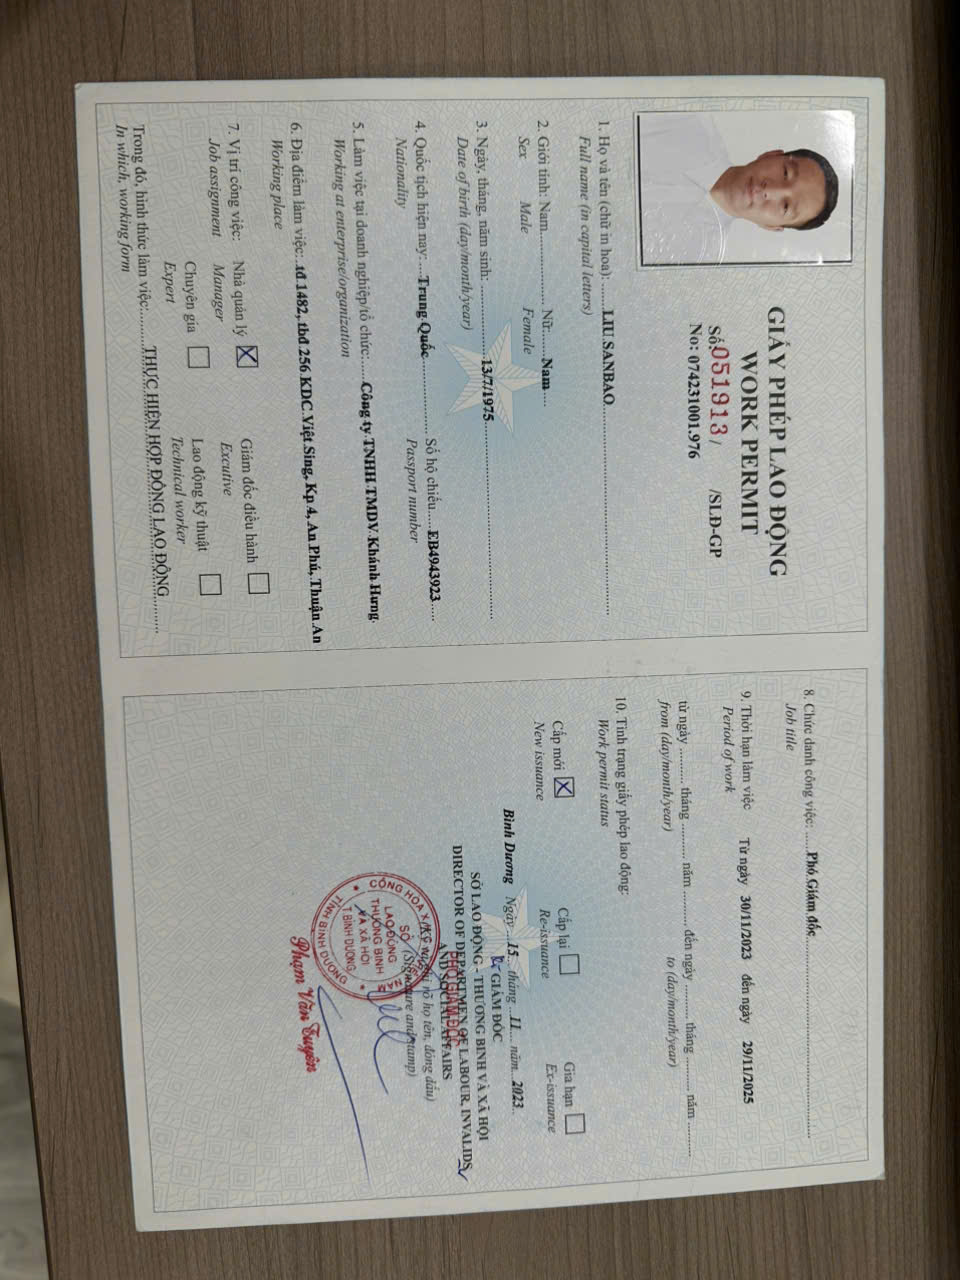 GIẤY PHÉP LAO ĐỘNG
WORK PERMIT
Số:051913/ /SLĐ-GP
No: 074231001.976
1. Họ và tên (chữ in hoa): ......LIU SANBAO
Full name (in capital letters)
2. Giới tính: Nam.................. Nữ:......Nam....
Sex Male Female
3. Ngày, tháng, năm sinh: ...................13/7/1975
Date of birth (day/month/year)
4. Quốc tịch hiện nay: ...Trung Quốc Số hộ chiếu.....EB4943923.....
Nationality Passport number
5. Làm việc tại doanh nghiệp/tổ chức:.....Công ty TNHH TMDV Khánh Hưng.
Working at enterprise/organization
6. Địa điểm làm việc: ..tđ 1482, tbđ 256 KDC Việt Sing, Kp 4, An Phú, Thuận An
Working place
7. Vị trí công việc: Nhà quản lý Giám đốc điều hành
Job assignment Manager Excutive
Chuyên gia Lao động kỹ thuật
Expert Technical worker
Trong đó, hình thức làm việc:........THỰC HIỆN HỢP ĐỒNG LAO ĐỘNG.........
In which, working form
8. Chức danh công việc: ....Phó Giám đốc
Job title
9. Thời hạn làm việc Từ ngày 30/11/2023 đến ngày 29/11/2025
Period of work
từ ngày .......... tháng .......... năm .......... đến ngày .......... tháng .......... năm ..........
from (day/month/year) to (day/month/year)
10. Tình trạng giấy phép lao động:
Work permit status
Cấp mới Cấp lại Gia hạn
New issuance Re-issuance Ex-issuance
Bình Dương Ngày ...15... tháng ...11... năm...2023..
GIÁM ĐỐC
SỞ LAO ĐỘNG - THƯƠNG BINH VÀ XÃ HỘI
DIRECTOR OF DEPARTMEN OF LABOUR, INVALIDS
AND SOCIAL AFFAIRS
PHÓ GIÁM ĐỐC
(Ký và ghi rõ họ tên, đóng dấu)
(Signature and stamp)
SỞ
LAO ĐỘNG
THƯƠNG BINH
VÀ XÃ HỘI
T.BÌNH DƯƠNG
TỈNH BÌNH DƯƠNG
Phạm Văn Tuyên